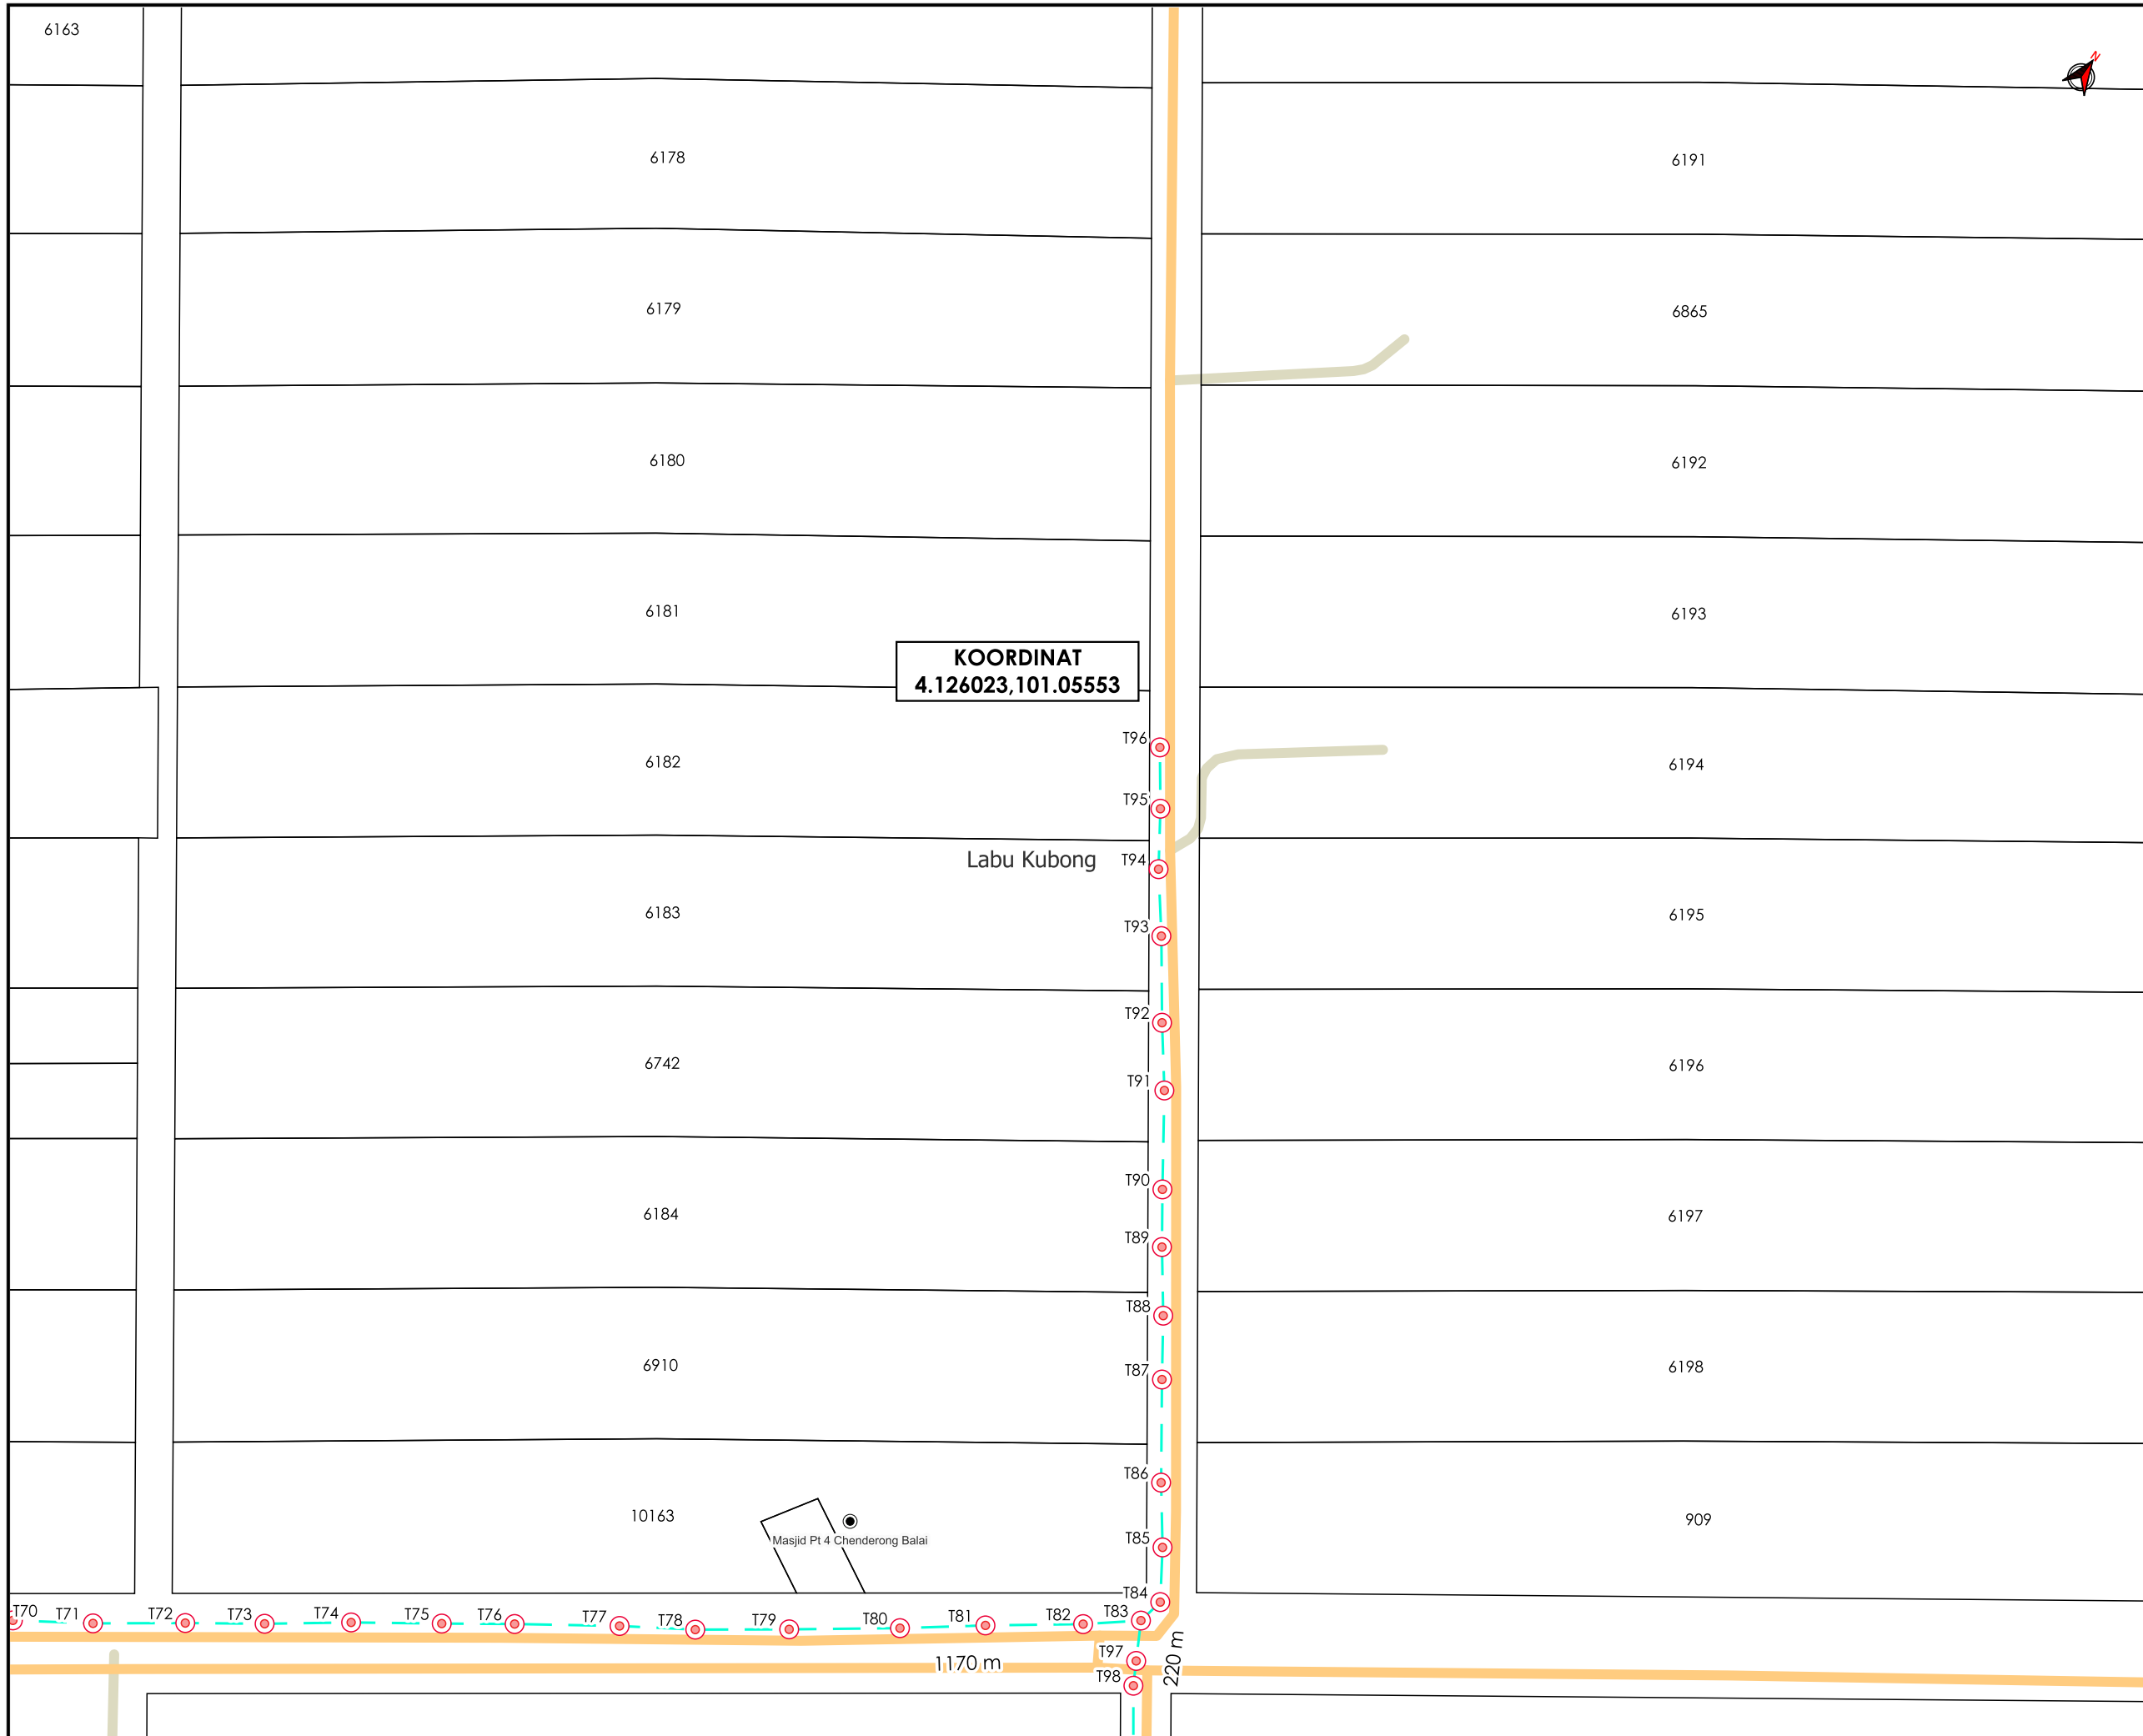 6163
N
6178
6191
6179
6865
6180
6192
6181
6193
KOORDINAT
4.126023,101.05553
T96
6182
6194
T95
Labu Kubong
T94
6183
6195
T93
T92
6742
6196
T91
T90
6184
6197
T89
T88
6910
6198
T87
T86
10163
909
Masjid Pt 4 Chenderong Balai
T85
T84
T70
T71
T72
T73
T74
T75
T76
T77
T78
T79
T80
T81
T82
T83
T97
220 m
1170 m
T98